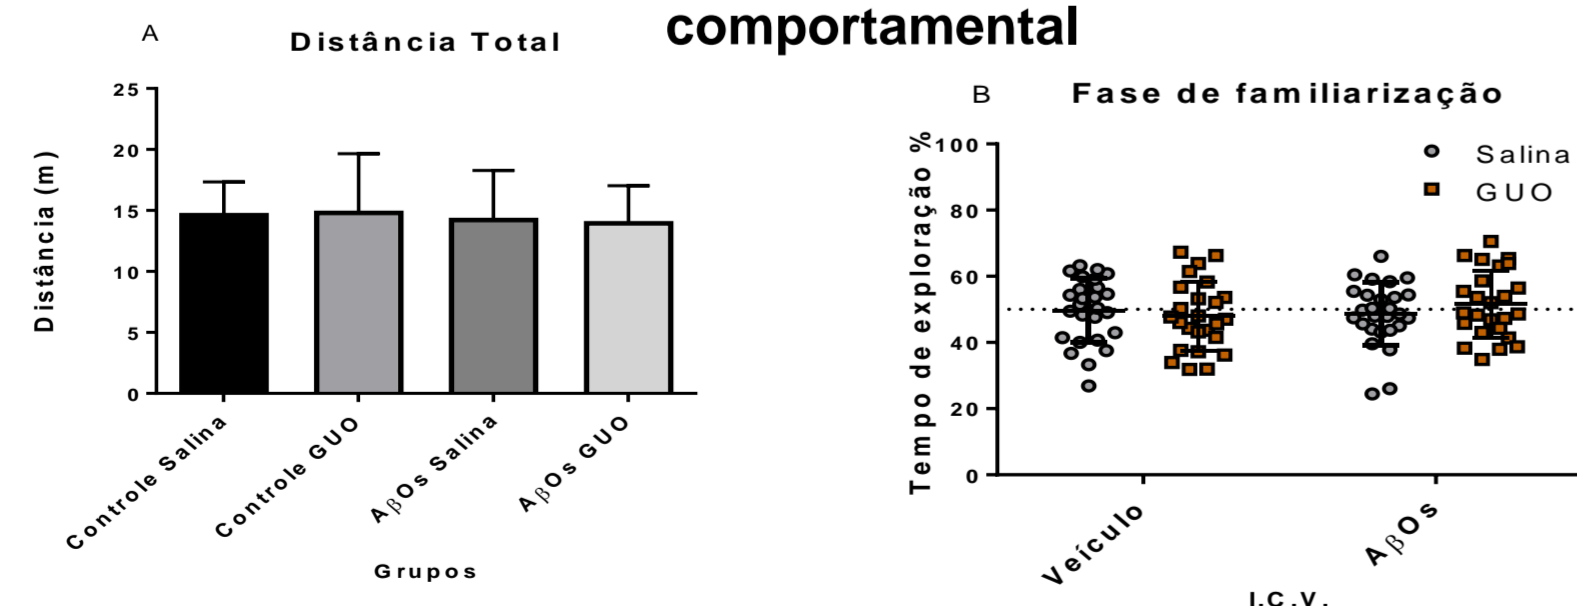 comportamental
A
Distância Total
25
20
15
10
5
0
Distância (m)
Controle Salina
Controle GUO
AβOs Salina
AβOs GUO
Grupos
B
Fase de familiarização
Tempo de exploração %
100
80
60
40
20
0
Salina
GUO
Veículo
AβOs
I.C.V.